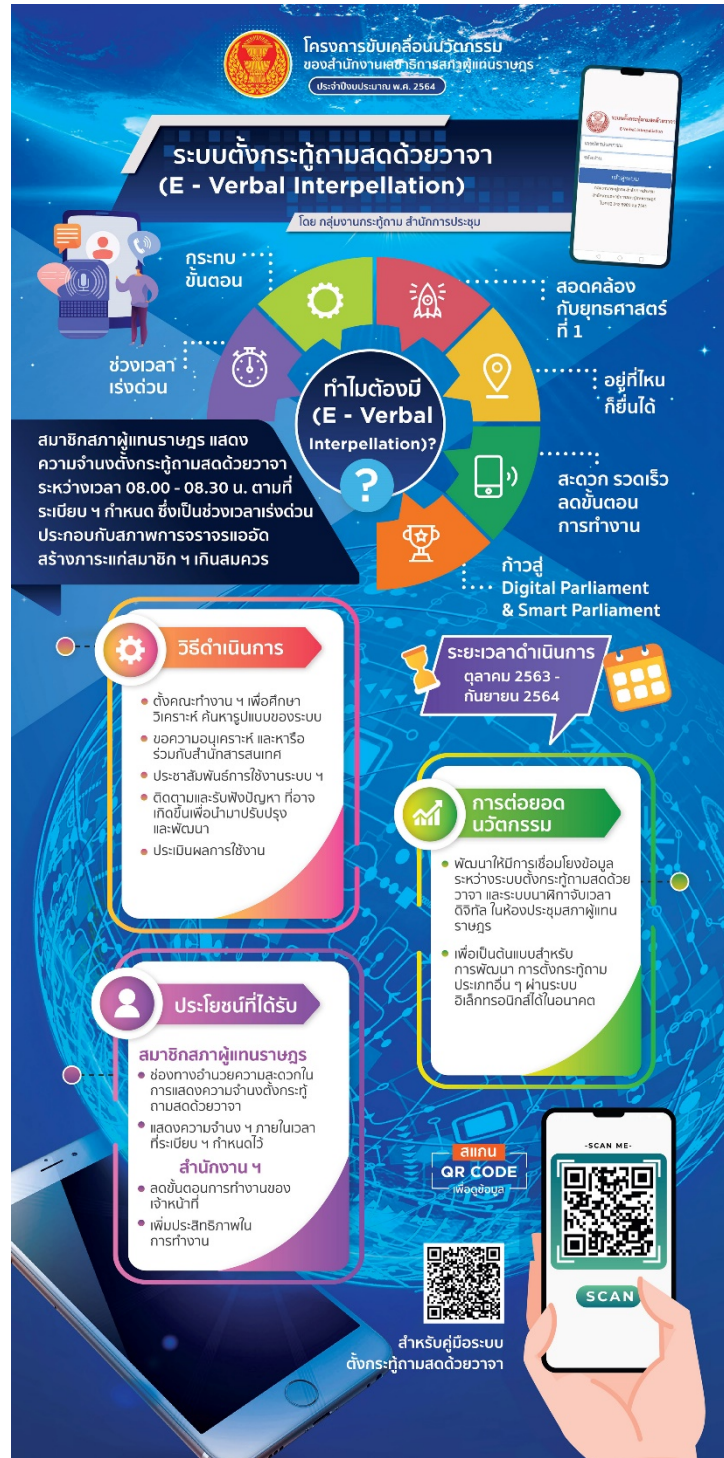 โครงการขับเคลื่อนนวัตกรรม
ของสำนักงานเลขาธิการสภาผู้แทนราษฎร
ประจำปีงบประมาณ พ.ศ. 2564
ระบบตั้งกระทู้ถามสดด้วยวาจา
(E - Verbal Interpellation)
โดย กลุ่มงานกระทู้ถาม สำนักการประชุม
กระทบ
ขั้นตอน
ช่วงเวลา
เร่งด่วน
สอดคล้อง
กับยุทธศาสตร์
ที่ 1
อยู่ที่ไหน
ก็ยื่นได้
สะดวก รวดเร็ว
ลดขั้นตอน
การทำงาน
ก้าวสู่
Digital Parliament
& Smart Parliament
ทำไมต้องมี
(E - Verbal
Interpellation)?
?
สมาชิกสภาผู้แทนราษฎร แสดง
ความจำนงตั้งกระทู้ถามสดด้วยวาจา
ระหว่างเวลา 08.00 - 08.30 น. ตามที่
ระเบียบ ฯ กำหนด ซึ่งเป็นช่วงเวลาเร่งด่วน
ประกอบกับสภาพการจราจรแออัด
สร้างภาระแก่สมาชิก ฯ เกินสมควร
วิธีดำเนินการ
ตั้งคณะทำงาน ฯ เพื่อศึกษา
วิเคราะห์ ค้นหารูปแบบของระบบ
ขอความอนุเคราะห์ และหารือ
ร่วมกับสำนักสารสนเทศ
ประชาสัมพันธ์การใช้งานระบบ ฯ
ติดตามและรับฟังปัญหา ที่อาจ
เกิดขึ้นเพื่อนำมาปรับปรุง
และพัฒนา
ประเมินผลการใช้งาน
ระยะเวลาดำเนินการ
ตุลาคม 2563 -
กันยายน 2564
การต่อยอด
นวัตกรรม
พัฒนาให้มีการเชื่อมโยงข้อมูล
ระหว่างระบบตั้งกระทู้ถามสดด้วย
วาจา และระบบนาฬิกาจับเวลา
ดิจิทัล ในห้องประชุมสภาผู้แทน
ราษฎร
เพื่อเป็นต้นแบบสำหรับ
การพัฒนา การตั้งกระทู้ถาม
ประเภทอื่น ๆ ผ่านระบบ
อิเล็กทรอนิกส์ได้ในอนาคต
ประโยชน์ที่ได้รับ
สมาชิกสภาผู้แทนราษฎร
ช่องทางอำนวยความสะดวกใน
การแสดงความจำนงตั้งกระทู้
ถามสดด้วยวาจา
แสดงความจำนง ฯ ภายในเวลา
ที่ระเบียบ ฯ กำหนดไว้
สำนักงาน ฯ
ลดขั้นตอนการทำงานของ
เจ้าหน้าที่
เพิ่มประสิทธิภาพใน
การทำงาน
สแกน
QR CODE
เพื่อดูข้อมูล
-SCAN ME-
SCAN
สำหรับคู่มือระบบ
ตั้งกระทู้ถามสดด้วยวาจา